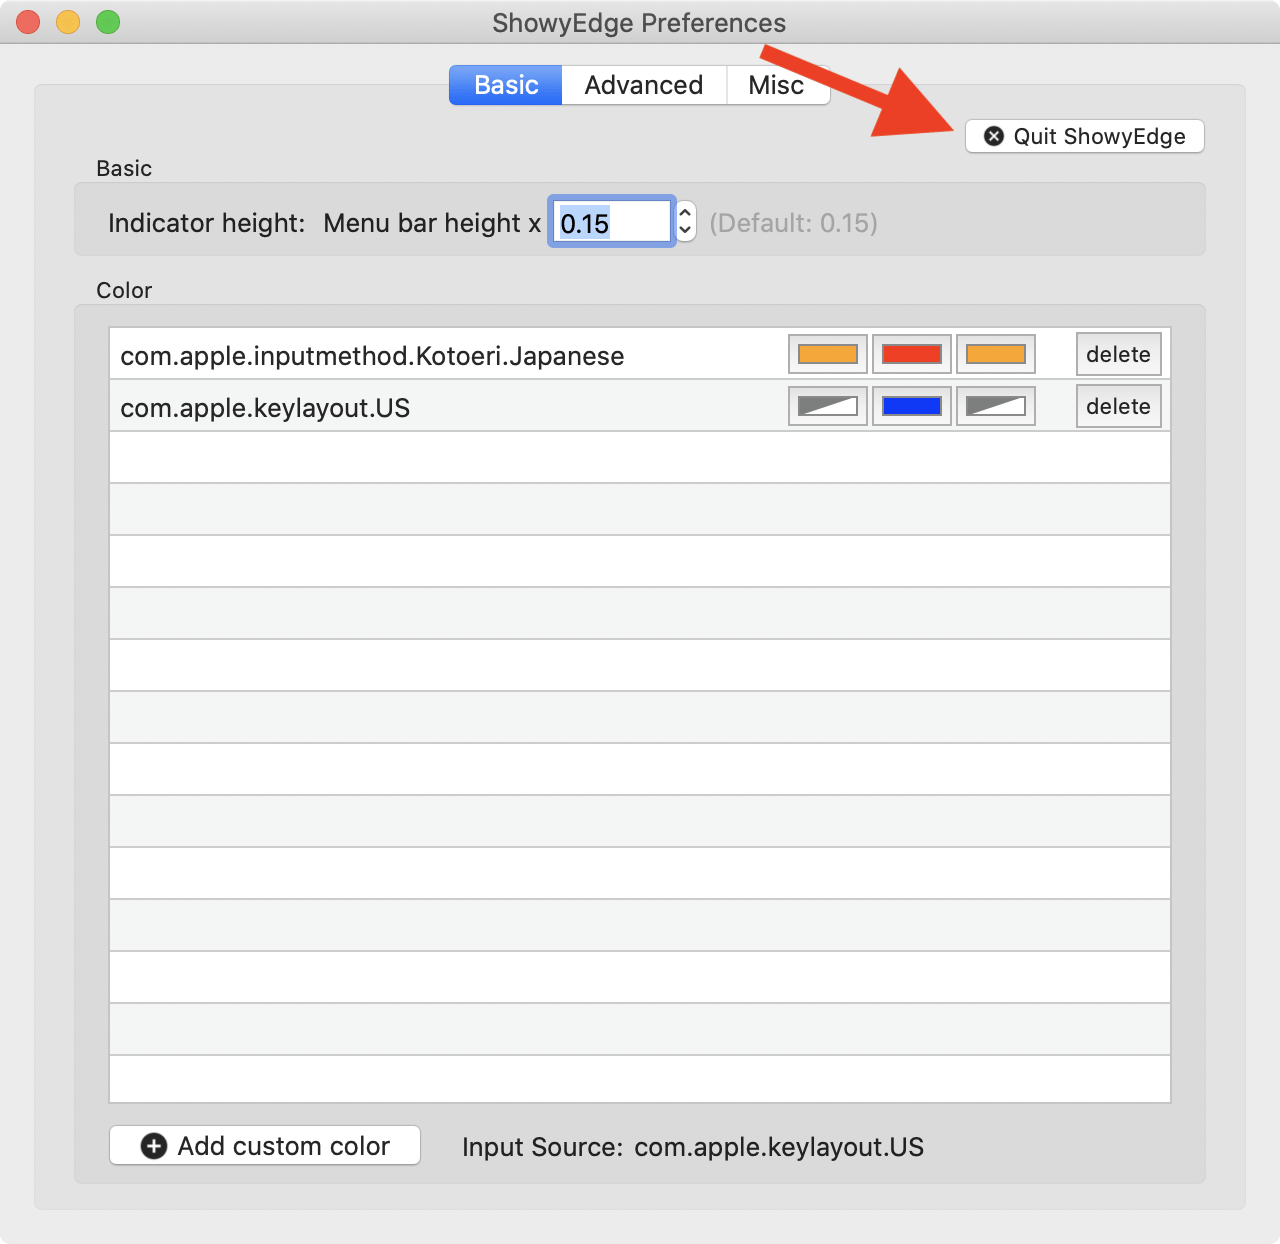 ShowyEdge Preferences
Basic Advanced Misc
Quit ShowyEdge
Basic
Indicator height: Menu bar height x 0.15 (Default: 0.15)
Color
com.apple.inputmethod.Kotoeri.Japanese delete
com.apple.keylayout.US delete
Add custom color Input Source: com.apple.keylayout.US